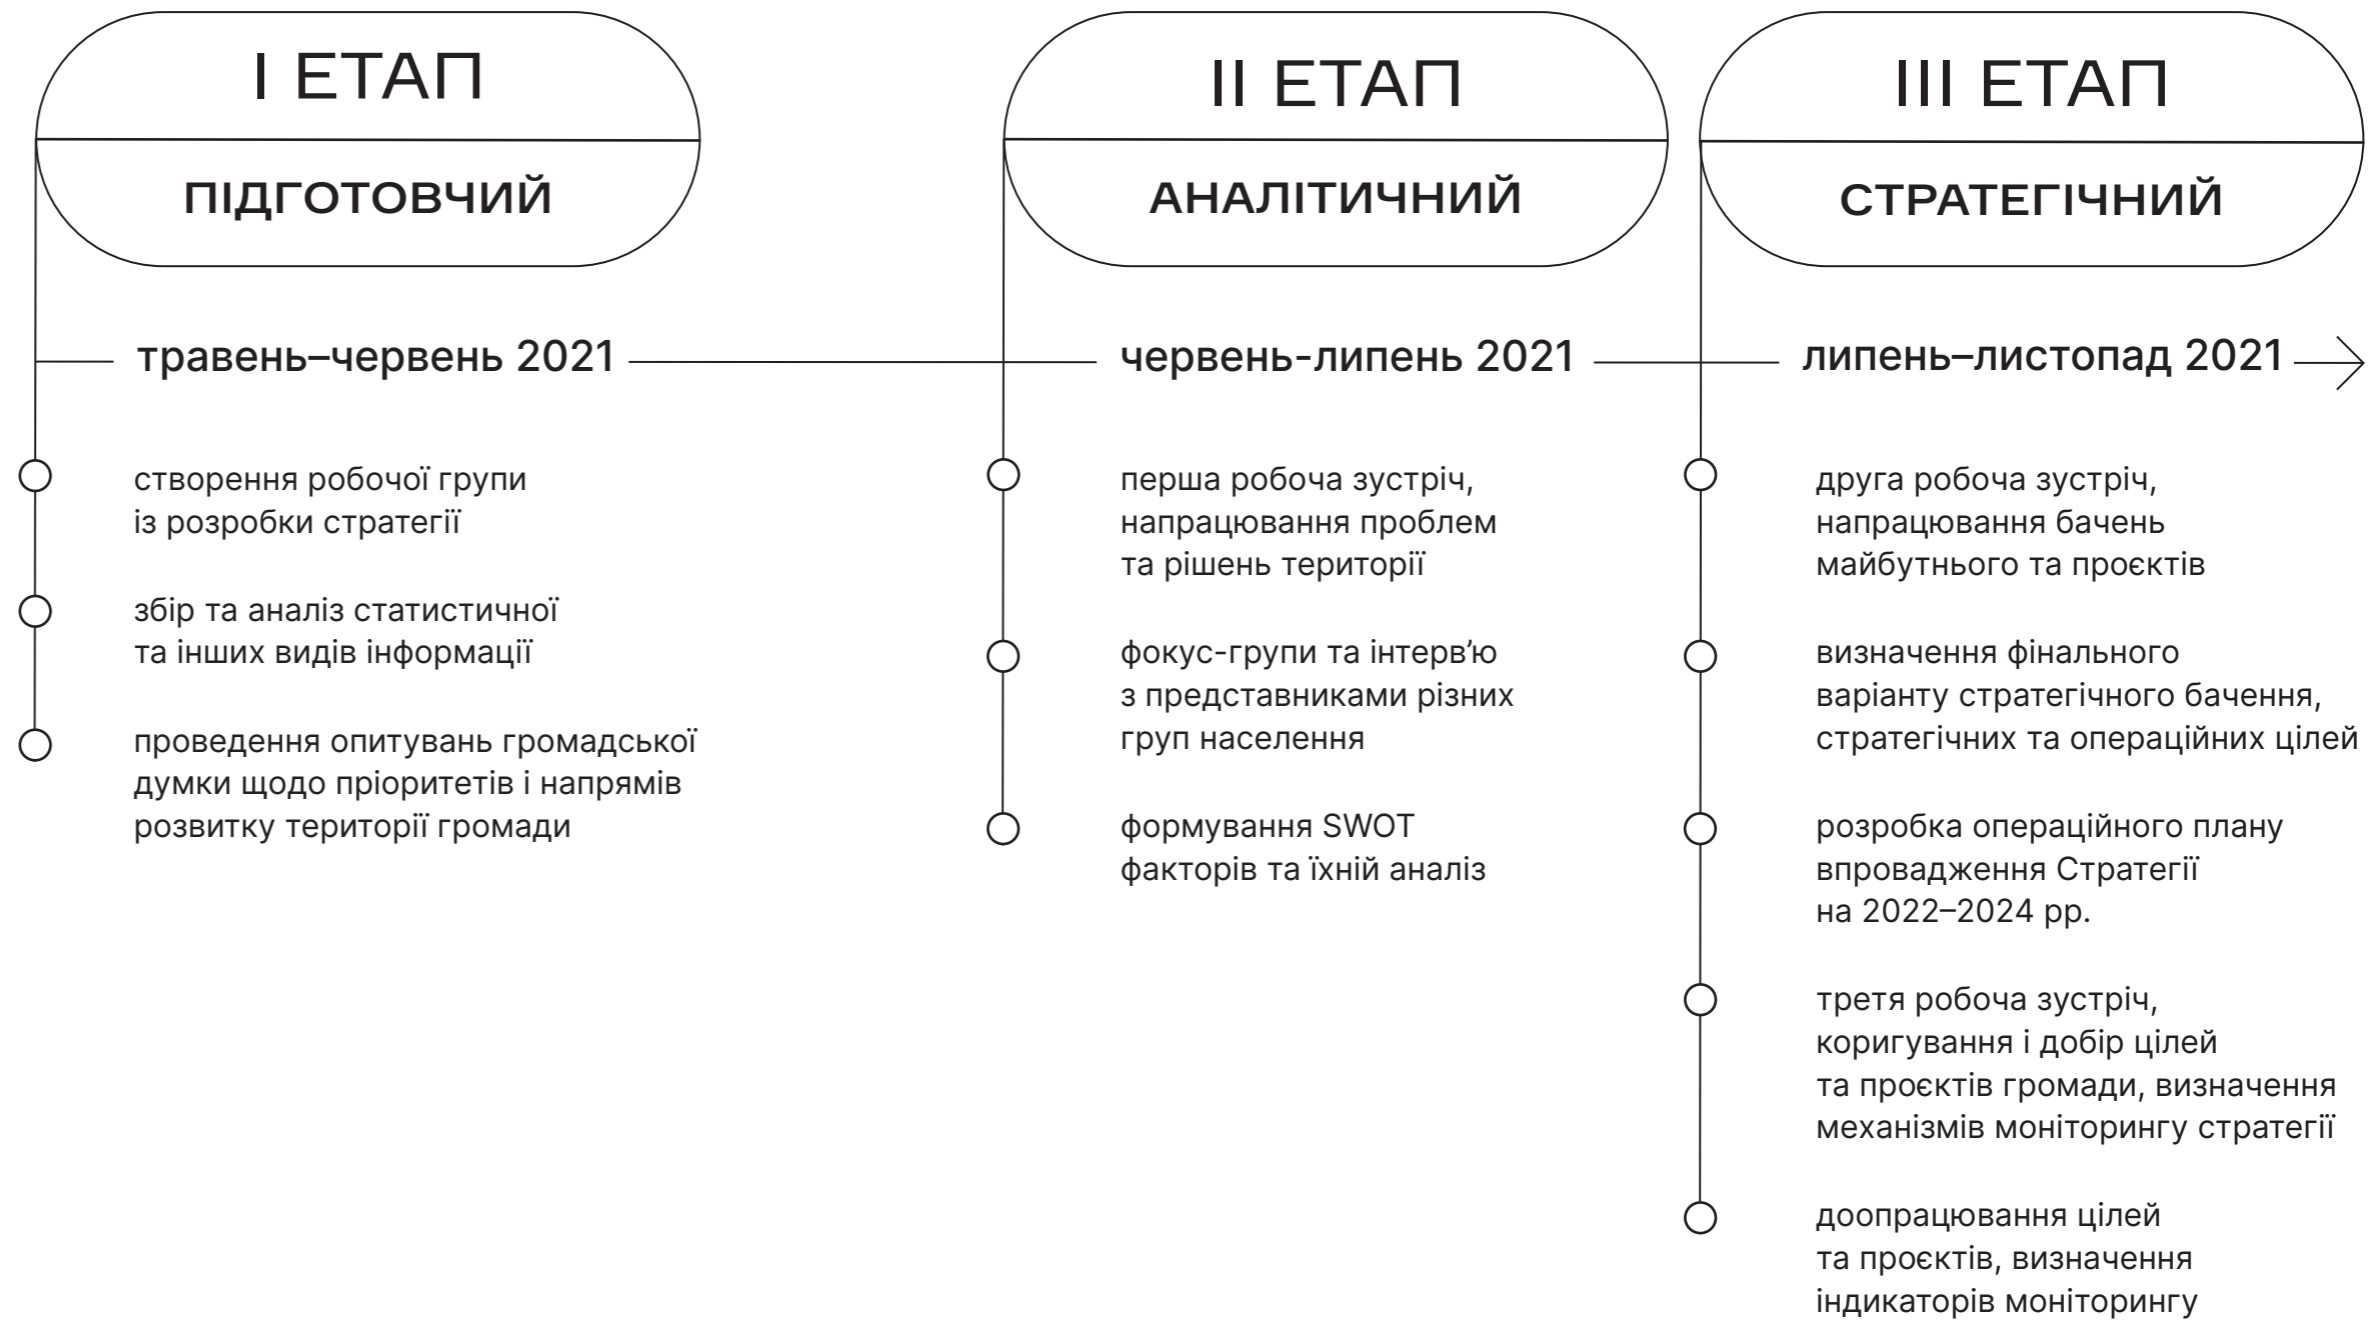 I ЕТАП
ПІДГОТОВЧИЙ
травень–червень 2021
створення робочої групи
із розробки стратегії
збір та аналіз статистичної
та інших видів інформації
проведення опитувань громадської
думки щодо пріоритетів і напрямів
розвитку території громади
II ЕТАП
АНАЛІТИЧНИЙ
червень-липень 2021
перша робоча зустріч,
напрацювання проблем
та рішень території
фокус-групи та інтерв’ю
з представниками різних
груп населення
формування SWOT
факторів та їхній аналіз
III ЕТАП
СТРАТЕГІЧНИЙ
липень–листопад 2021
друга робоча зустріч,
напрацювання бачень
майбутнього та проєктів
визначення фінального
варіанту стратегічного бачення,
стратегічних та операційних цілей
розробка операційного плану
впровадження Стратегії
на 2022–2024 рр.
третя робоча зустріч,
коригування і добір цілей
та проєктів громади, визначення
механізмів моніторингу стратегії
доопрацювання цілей
та проєктів, визначення
індикаторів моніторингу